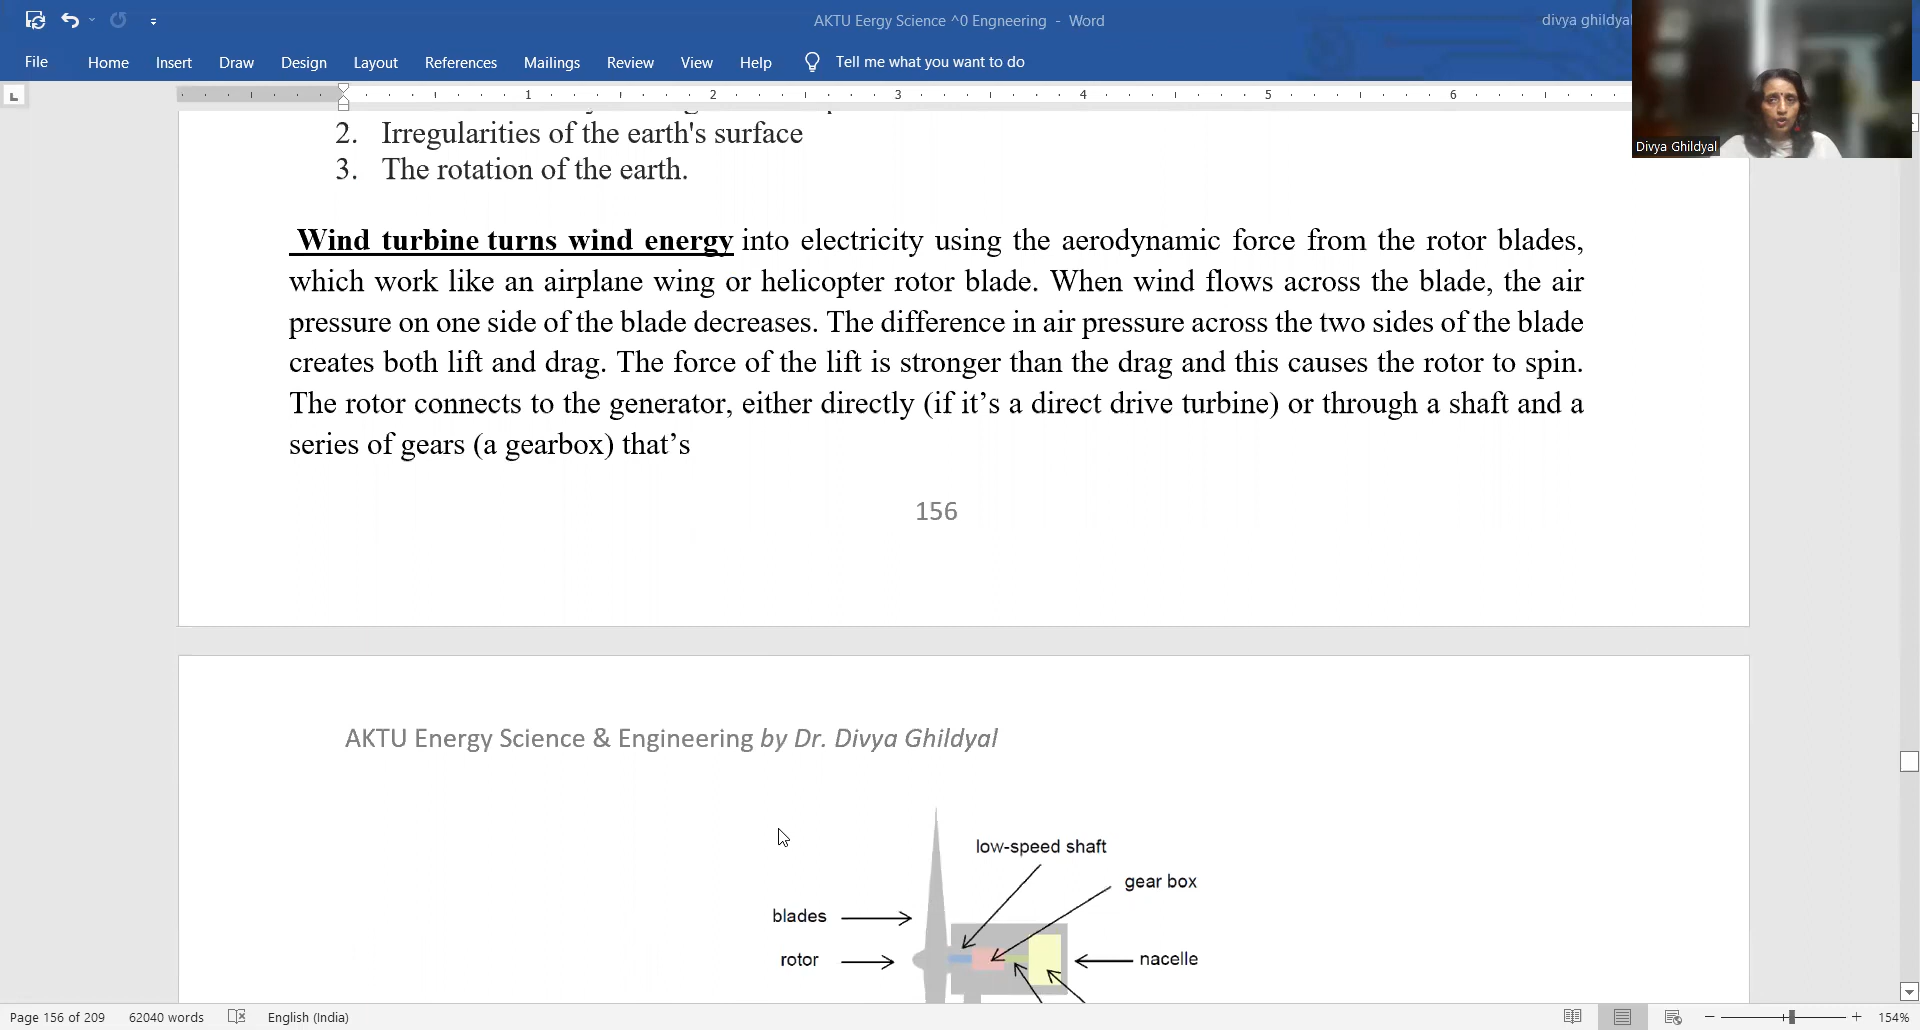 AKTU Eergy Science ^0 Engneering - Word
divya ghildyal
File Home Insert Draw Design Layout References Mailings Review View Help Tell me what you want to do
Divya Ghildyal
1 2 3 4 5 6
2. Irregularities of the earth's surface
3. The rotation of the earth.
Wind turbine turns wind energy into electricity using the aerodynamic force from the rotor blades,
which work like an airplane wing or helicopter rotor blade. When wind flows across the blade, the air
pressure on one side of the blade decreases. The difference in air pressure across the two sides of the blade
creates both lift and drag. The force of the lift is stronger than the drag and this causes the rotor to spin.
The rotor connects to the generator, either directly (if it’s a direct drive turbine) or through a shaft and a
series of gears (a gearbox) that’s
156
AKTU Energy Science & Engineering by Dr. Divya Ghildyal
low-speed shaft
gear box
blades
rotor
nacelle
Page 156 of 209 62040 words English (India) 154%